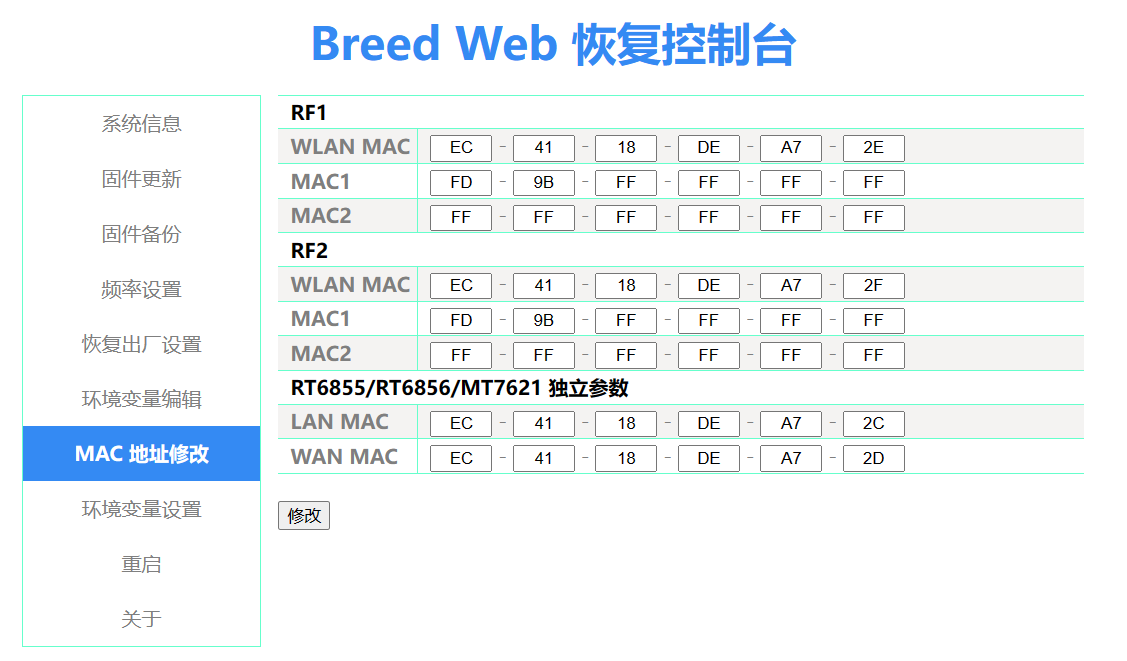 Breed Web 恢复控制台
系统信息
固件更新
固件备份
频率设置
恢复出厂设置
环境变量编辑
MAC 地址修改
环境变量设置
重启
关于
RF1
WLAN MAC EC - 41 - 18 - DE - A7 - 2E
MAC1 FD - 9B - FF - FF - FF - FF
MAC2 FF - FF - FF - FF - FF - FF
RF2
WLAN MAC EC - 41 - 18 - DE - A7 - 2F
MAC1 FD - 9B - FF - FF - FF - FF
MAC2 FF - FF - FF - FF - FF - FF
RT6855/RT6856/MT7621 独立参数
LAN MAC EC - 41 - 18 - DE - A7 - 2C
WAN MAC EC - 41 - 18 - DE - A7 - 2D
修改